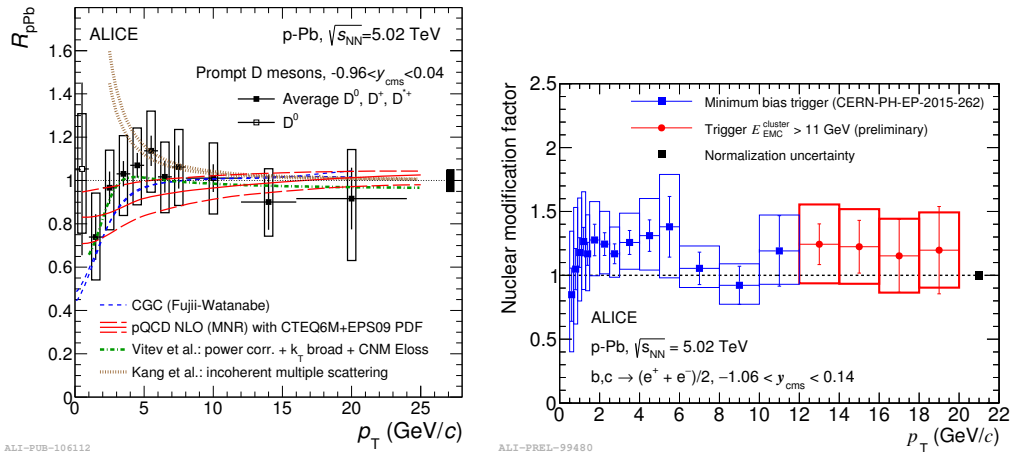 R_pPb
ALICE
p-Pb, √s_NN=5.02 TeV
Prompt D mesons, -0.96<y_cms<0.04
Average D^0, D^+, D^*+
D^0
CGC (Fujii-Watanabe)
pQCD NLO (MNR) with CTEQ6M+EPS09 PDF
Vitev et al.: power corr. + k_T broad + CNM Eloss
Kang et al.: incoherent multiple scattering
0
0.2
0.4
0.6
0.8
1
1.2
1.4
1.6
0 5 10 15 20 25
p_T (GeV/c)
ALI-PUB-106112
Nuclear modification factor
Minimum bias trigger (CERN-PH-EP-2015-262)
Trigger E_EMC^cluster > 11 GeV (preliminary)
Normalization uncertainty
ALICE
p-Pb, √s_NN = 5.02 TeV
b,c → (e^+ + e^-)/2, −1.06 < y_cms < 0.14
2.5
2
1.5
1
0.5
0
0 2 4 6 8 10 12 14 16 18 20 22
p_T (GeV/c)
ALI-PREL-99480